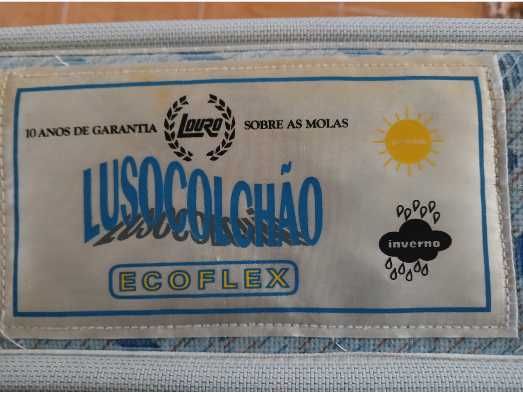 10 ANOS DE GARANTIA LOURO SOBRE AS MOLAS
LUSOCOLCHÃO
ECOFLEX
inverno